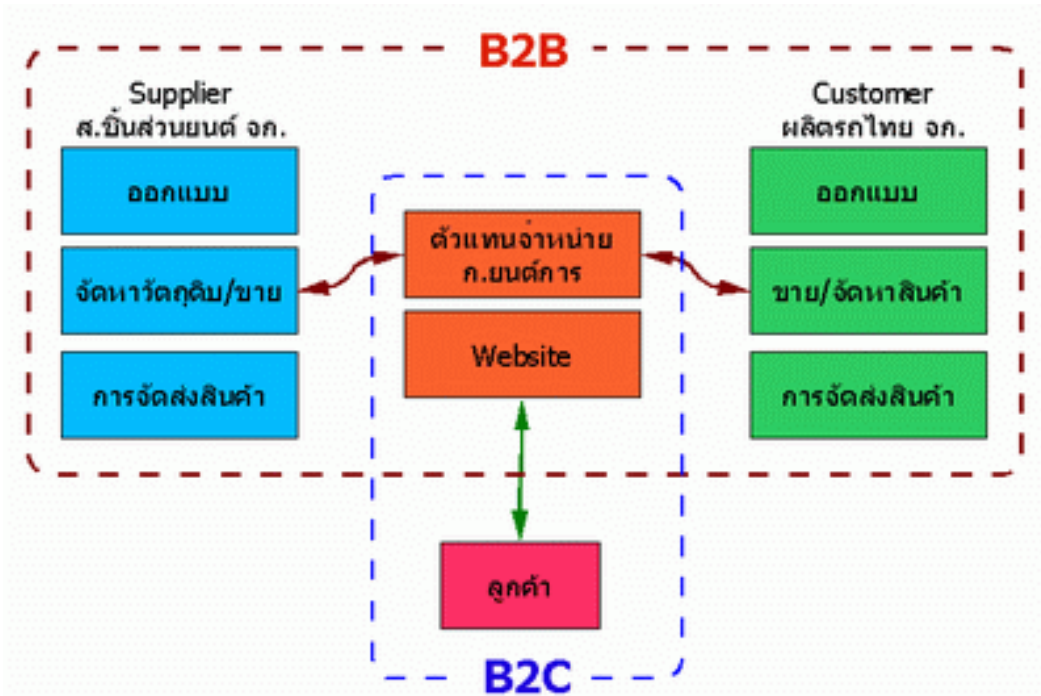 B2B
Supplier
ส.ชิ้นส่วนยนต์ จก.
ออกแบบ
จัดหาวัตถุดิบ/ขาย
การจัดส่งสินค้า
ตัวแทนจำหน่าย
ก.ยนต์การ
Website
Customer
ผลิตรถไทย จก.
ออกแบบ
ขาย/จัดหาสินค้า
การจัดส่งสินค้า
ลูกค้า
B2C